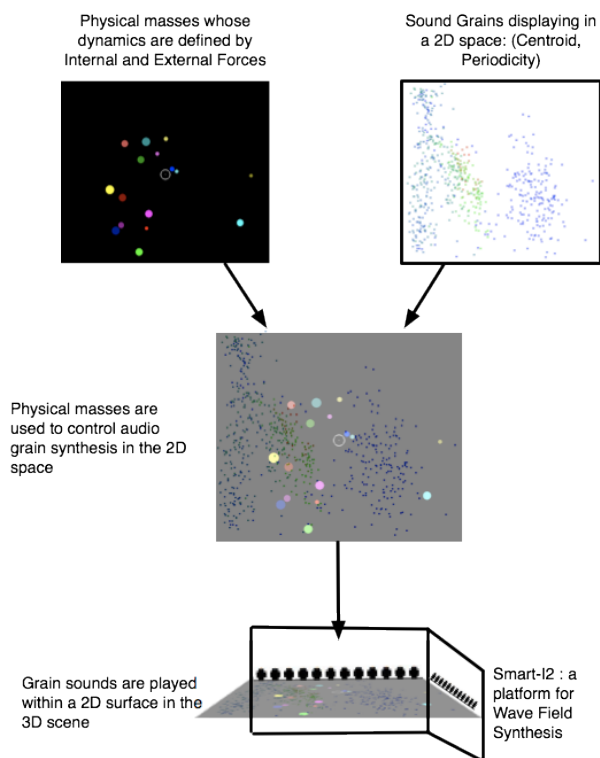 Physical masses whose
dynamics are defined by
Internal and External Forces
Sound Grains displaying in
a 2D space: (Centroid,
Periodicity)
Physical masses are
used to control audio
grain synthesis in the 2D
space
Grain sounds are played
within a 2D surface in the
3D scene
Smart-I2 : a
platform for
Wave Field
Synthesis